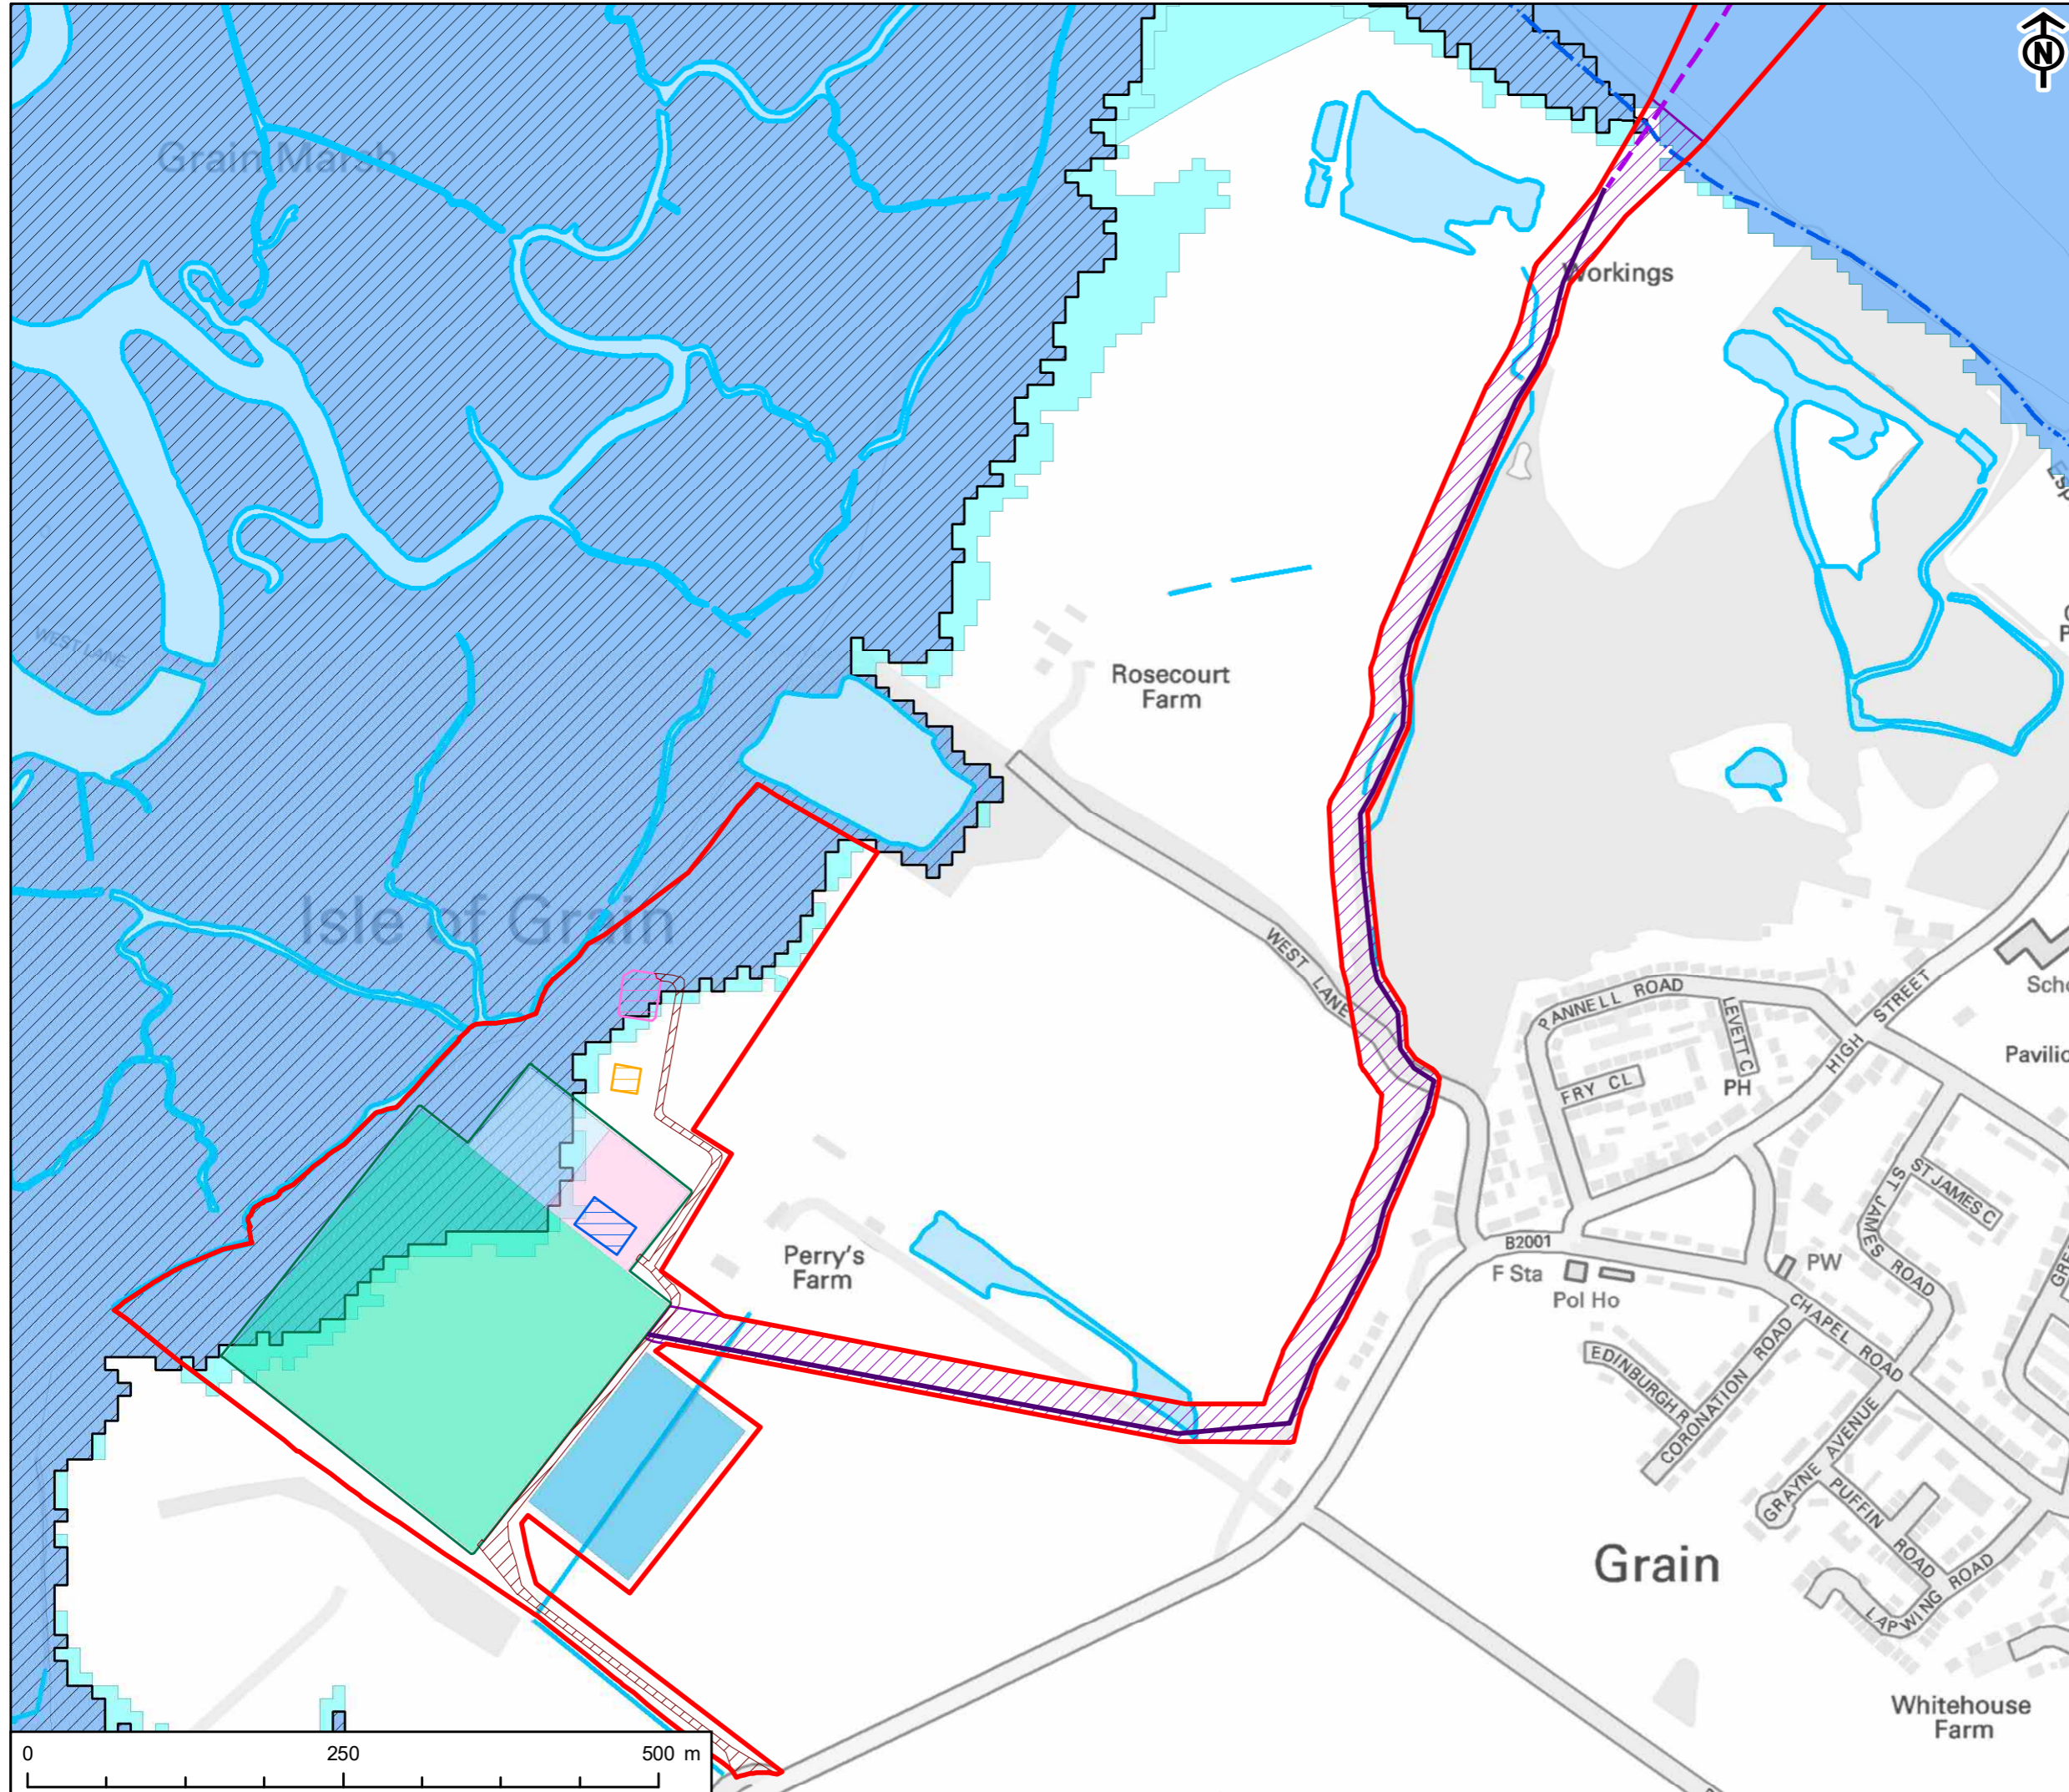 N
Grain Marsh
Workings
WEST LANE
Rosecourt
Farm
Isle of Grain
WEST LANE
PANNELL ROAD
LEVETT C
HIGH STREET
FRY CL
PH
Pavilio
Scho
ST JAMES C
ST JAMES ROAD
Perry's
Farm
B2001
F Sta
Pol Ho
PW
CHAPEL ROAD
EDINBURGH R
CORONATION ROAD
GRAYNE AVENUE
PUFFIN ROAD
LAPWING ROAD
Grain
Whitehouse
Farm
0 250 500 m